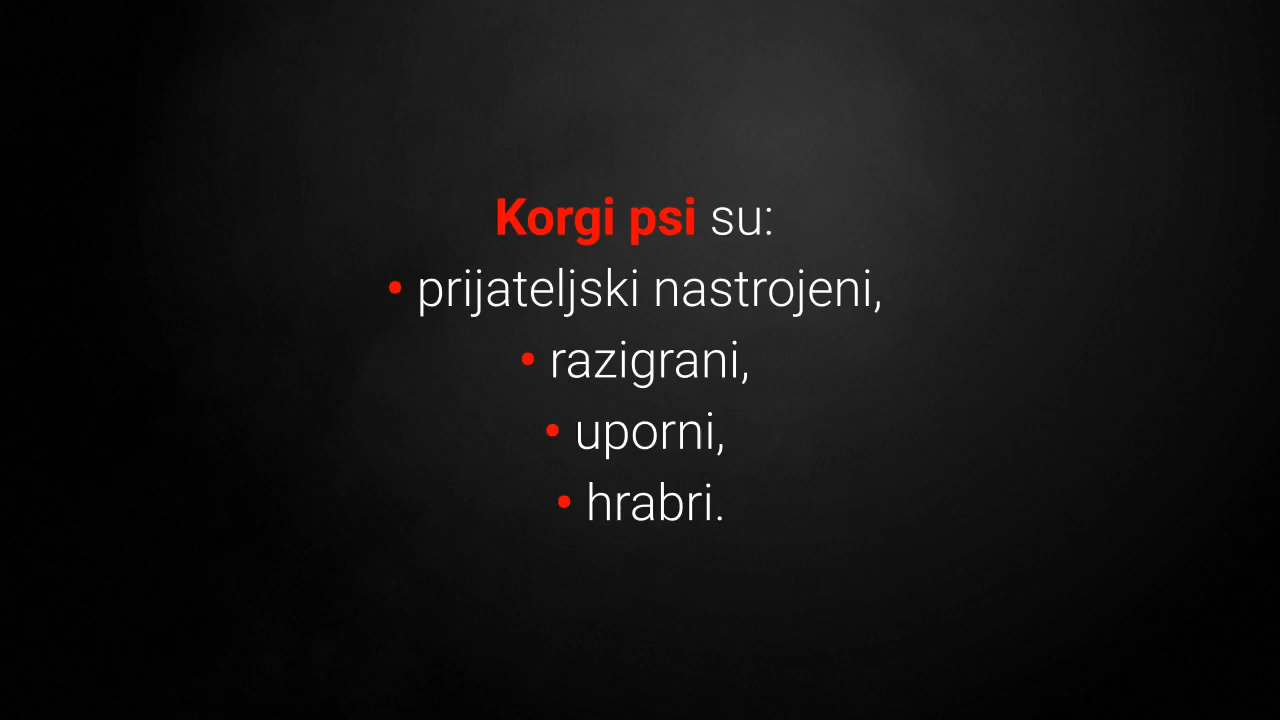 Korgi psi su:
• prijateljski nastrojeni,
• razigrani,
• uporni,
• hrabri.